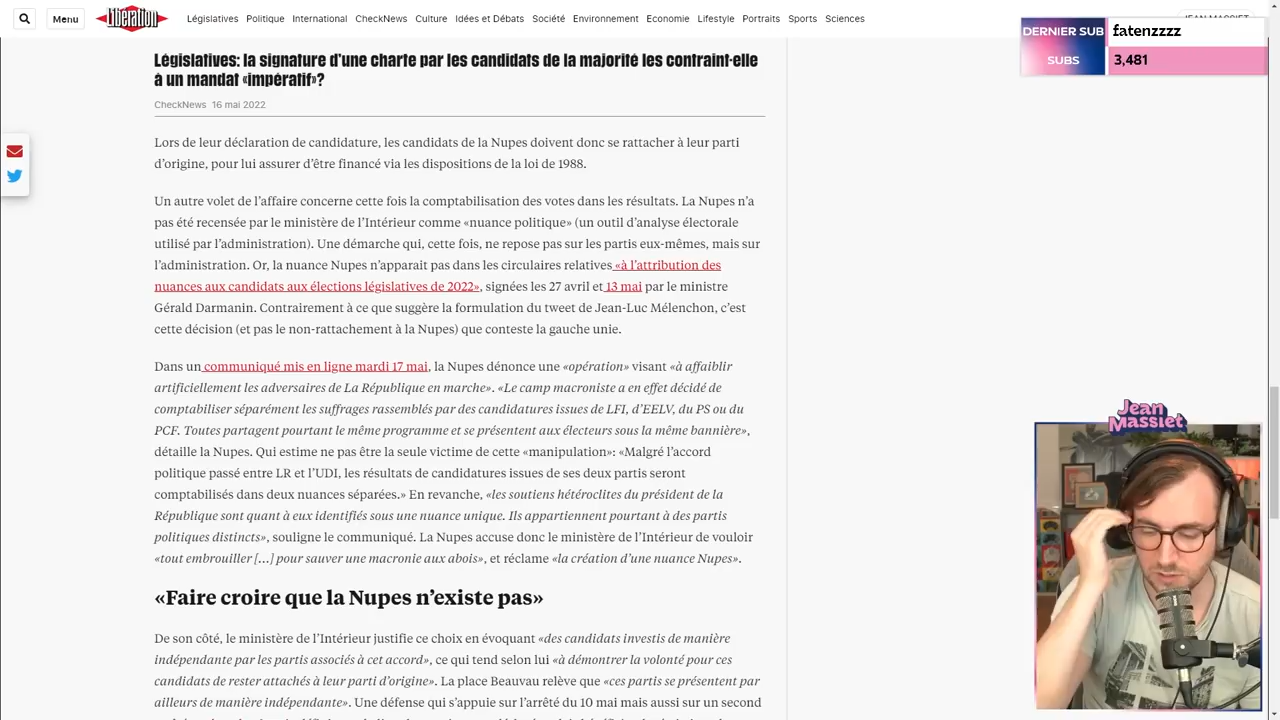 Menu
Libération
Législatives Politique International CheckNews Culture Idées et Débats Société Environnement Economie Lifestyle Portraits Sports Sciences
JEAN MASSIET
DERNIER SUB fatenzzzz
SUBS 3,481
Législatives: la signature d'une charte par les candidats de la majorité les contraint-elle
à un mandat «impératif»?
CheckNews 16 mai 2022
Lors de leur déclaration de candidature, les candidats de la Nupes doivent donc se rattacher à leur parti
d'origine, pour lui assurer d'être financé via les dispositions de la loi de 1988.
Un autre volet de l'affaire concerne cette fois la comptabilisation des votes dans les résultats. La Nupes n'a
pas été recensée par le ministère de l'Intérieur comme «nuance politique» (un outil d'analyse électorale
utilisé par l'administration). Une démarche qui, cette fois, ne repose pas sur les partis eux-mêmes, mais sur
l'administration. Or, la nuance Nupes n'apparait pas dans les circulaires relatives «à l'attribution des
nuances aux candidats aux élections législatives de 2022», signées les 27 avril et 13 mai par le ministre
Gérald Darmanin. Contrairement à ce que suggère la formulation du tweet de Jean-Luc Mélenchon, c'est
cette décision (et pas le non-rattachement à la Nupes) que conteste la gauche unie.
Dans un communiqué mis en ligne mardi 17 mai, la Nupes dénonce une «opération» visant «à affaiblir
artificiellement les adversaires de La République en marche». «Le camp macroniste a en effet décidé de
comptabiliser séparément les suffrages rassemblés par des candidatures issues de LFI, d'EELV, du PS ou du
PCF. Toutes partagent pourtant le même programme et se présentent aux électeurs sous la même bannière»,
détaille la Nupes. Qui estime ne pas être la seule victime de cette «manipulation»: «Malgré l'accord
politique passé entre LR et l'UDI, les résultats de candidatures issues de ses deux partis seront
comptabilisés dans deux nuances séparées.» En revanche, «les soutiens hétéroclites du président de la
République sont quant à eux identifiés sous une nuance unique. Ils appartiennent pourtant à des partis
politiques distincts», souligne le communiqué. La Nupes accuse donc le ministère de l'Intérieur de vouloir
«tout embrouiller [...] pour sauver une macronie aux abois», et réclame «la création d'une nuance Nupes».
Jean
Massiet
«Faire croire que la Nupes n'existe pas»
De son côté, le ministère de l'Intérieur justifie ce choix en évoquant «des candidats investis de manière
indépendante par les partis associés à cet accord», ce qui tend selon lui «à démontrer la volonté pour ces
candidats de rester attachés à leur parti d'origine». La place Beauvau relève que «ces partis se présentent par
ailleurs de manière indépendante». Une défense qui s'appuie sur l'arrêté du 10 mai mais aussi sur un second